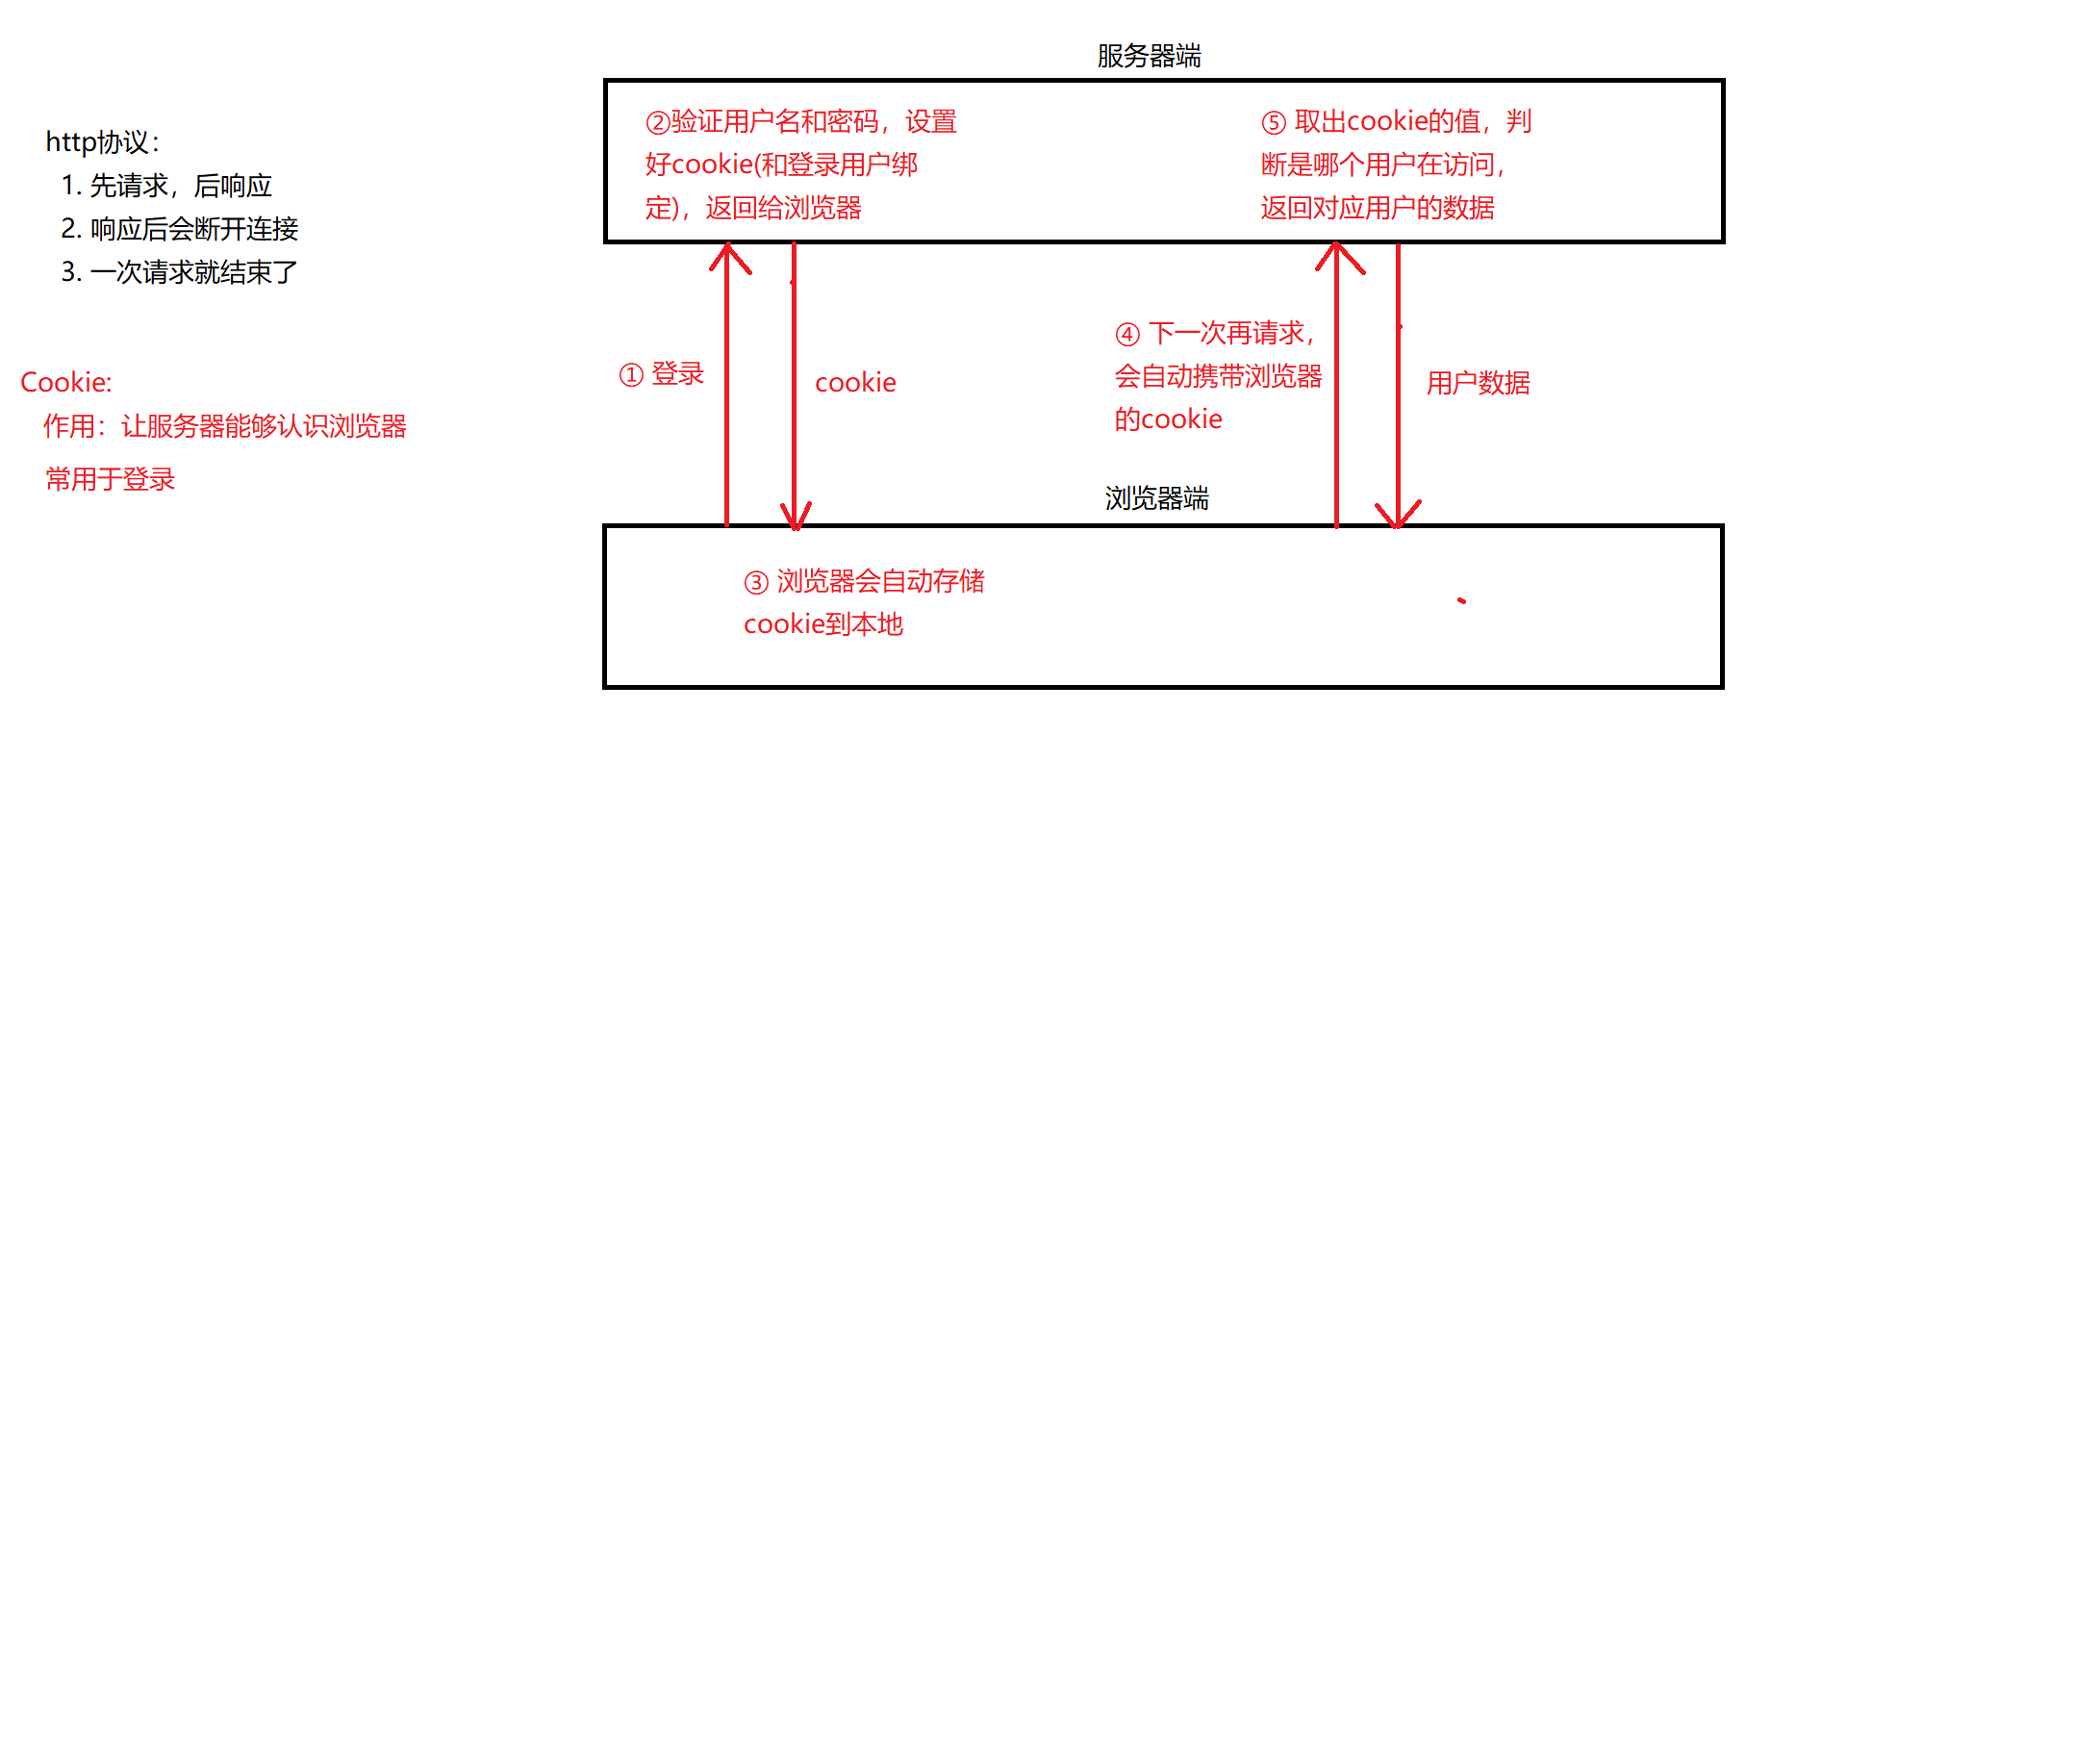 服务器端
http协议：
1. 先请求，后响应
2. 响应后会断开连接
3. 一次请求就结束了
Cookie:
作用：让服务器能够认识浏览器
常用于登录
②验证用户名和密码，设置
好cookie(和登录用户绑
定)，返回给浏览器
⑤ 取出cookie的值，判
断是哪个用户在访问，
返回对应用户的数据
① 登录
cookie
④ 下一次再请求，
会自动携带浏览器
的cookie
用户数据
浏览器端
③ 浏览器会自动存储
cookie到本地